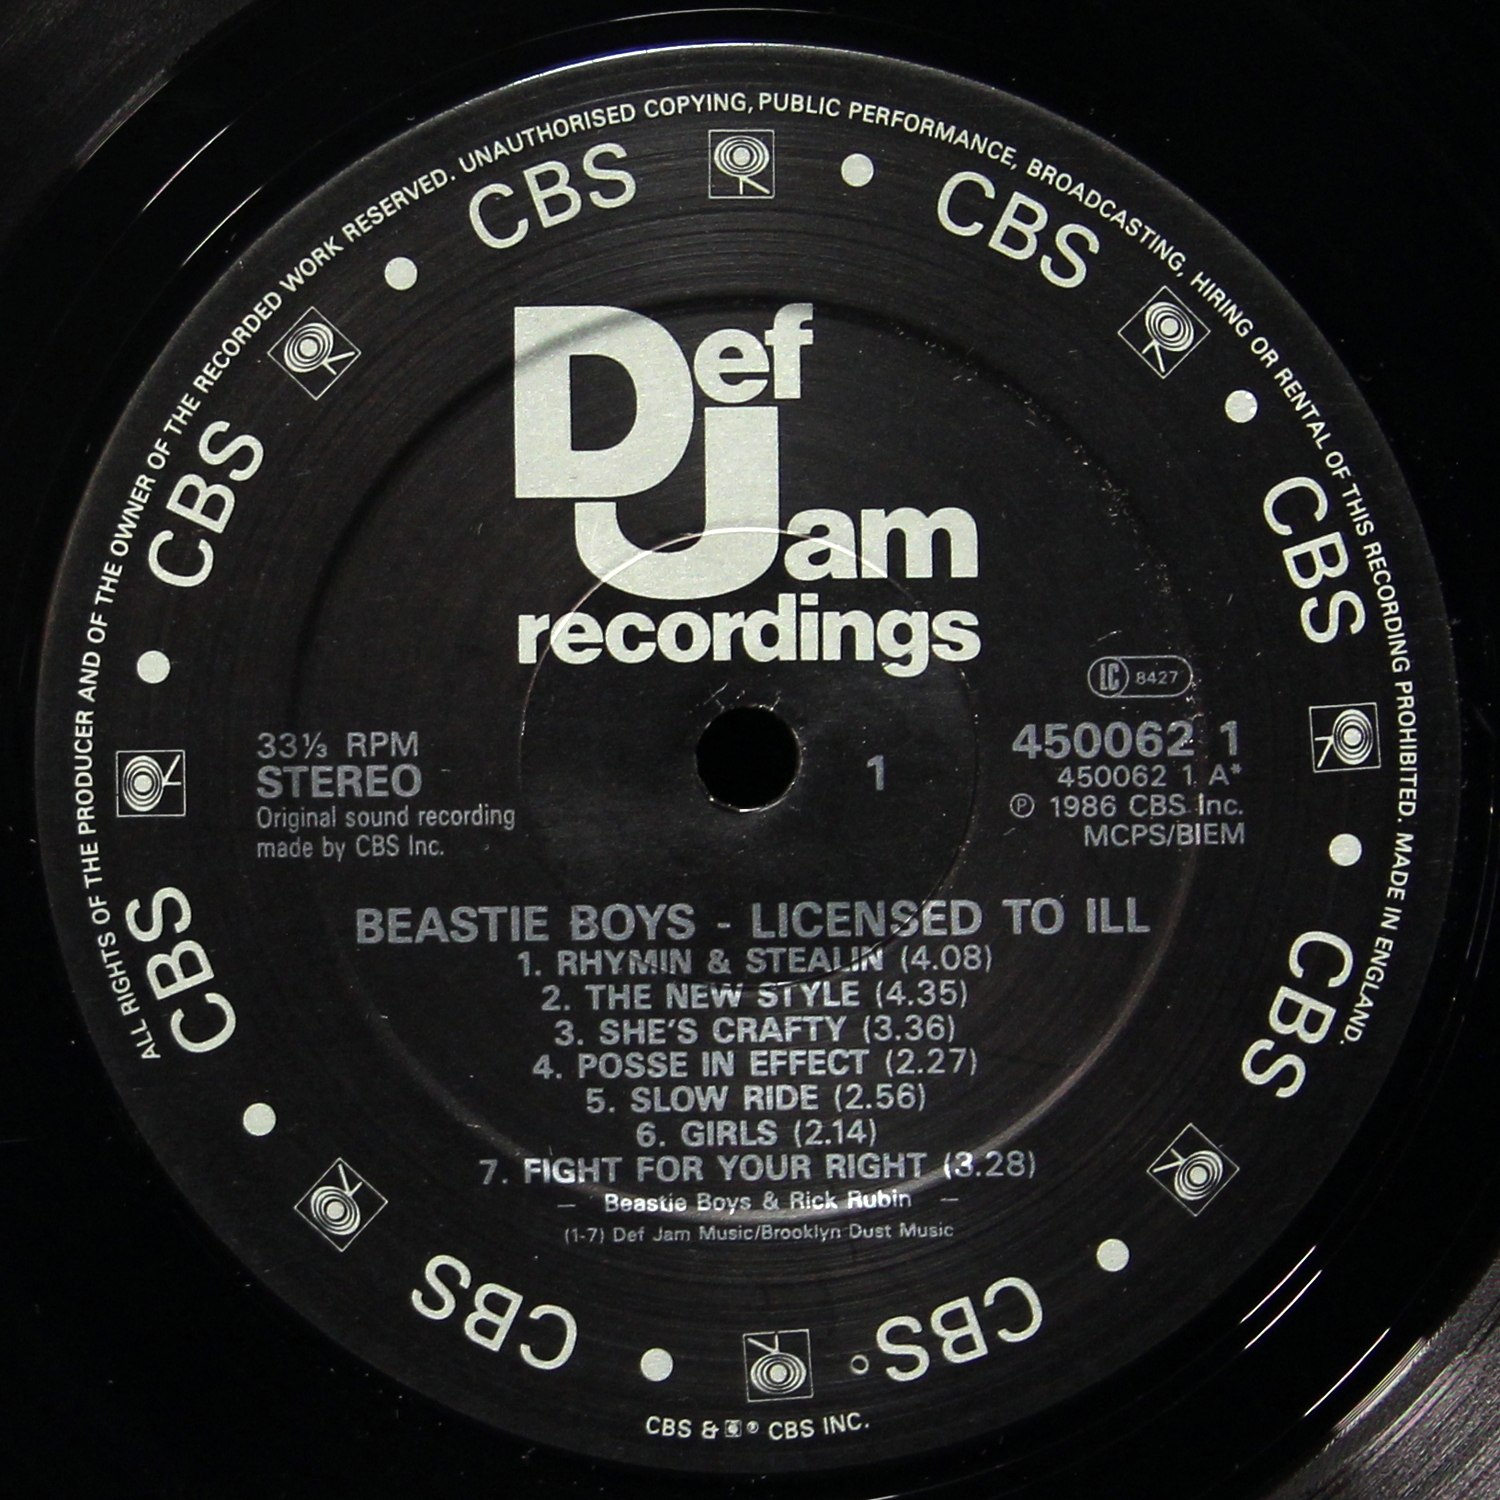 ALL RIGHTS OF THE PRODUCER AND OF THE OWNER OF THE RECORDED WORK RESERVED. UNAUTHORISED COPYING, PUBLIC PERFORMANCE, BROADCASTING, HIRING OR RENTAL OF THIS RECORDING PROHIBITED. MADE IN ENGLAND.
CBS
CBS
CBS
CBS
CBS
CBS
CBS
CBS
Def
Jam
recordings
LC 8427
33⅓ RPM
STEREO
Original sound recording
made by CBS Inc.
1
450062 1
450062 1 A*
Ⓟ 1986 CBS Inc.
MCPS/BIEM
BEASTIE BOYS - LICENSED TO ILL
1. RHYMIN & STEALIN (4.08)
2. THE NEW STYLE (4.35)
3. SHE'S CRAFTY (3.36)
4. POSSE IN EFFECT (2.27)
5. SLOW RIDE (2.56)
6. GIRLS (2.14)
7. FIGHT FOR YOUR RIGHT (3.28)
— Beastie Boys & Rick Rubin —
(1-7) Def Jam Music/Brooklyn Dust Music
CBS & ® CBS INC.